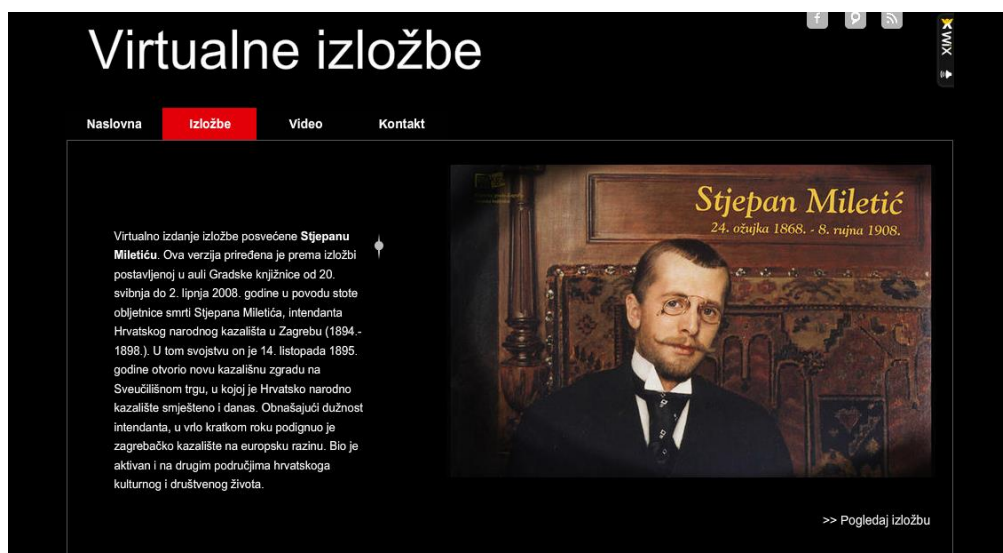 Virtualne izložbe
WIX
Naslovna
Izložbe
Video
Kontakt
Virtualno izdanje izložbe posvećene Stjepanu
Miletiću. Ova verzija priređena je prema izložbi
postavljenoj u auli Gradske knjižnice od 20.
svibnja do 2. lipnja 2008. godine u povodu stote
obljetnice smrti Stjepana Miletića, intendanta
Hrvatskog narodnog kazališta u Zagrebu (1894.-
1898.). U tom svojstvu on je 14. listopada 1895.
godine otvorio novu kazališnu zgradu na
Sveučilišnom trgu, u kojoj je Hrvatsko narodno
kazalište smješteno i danas. Obnašajući dužnost
intendanta, u vrlo kratkom roku podignuo je
zagrebačko kazalište na europsku razinu. Bio je
aktivan i na drugim područjima hrvatskoga
kulturnog i društvenog života.
Stjepan Miletić
24. ožujka 1868. - 8. rujna 1908.
>> Pogledaj izložbu